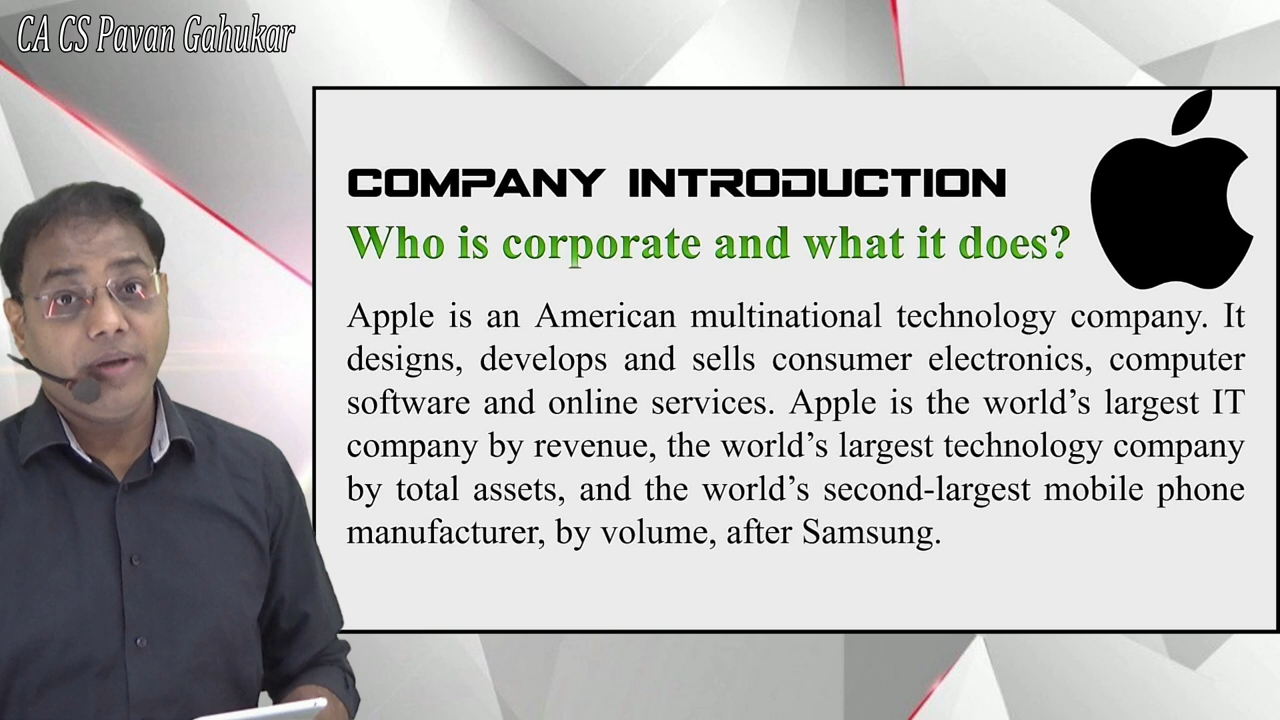 CA CS Pavan Gahukar
COMPANY INTRODUCTION
Who is corporate and what it does?
Apple is an American multinational technology company. It
designs, develops and sells consumer electronics, computer
software and online services. Apple is the world’s largest IT
company by revenue, the world’s largest technology company
by total assets, and the world’s second-largest mobile phone
manufacturer, by volume, after Samsung.